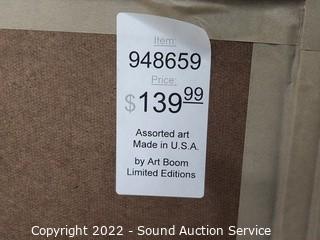 Item:
948659
Price:
$139.99
Assorted art
Made in U.S.A.
by Art Boom
Limited Editions
Copyright 2022 - Sound Auction Service